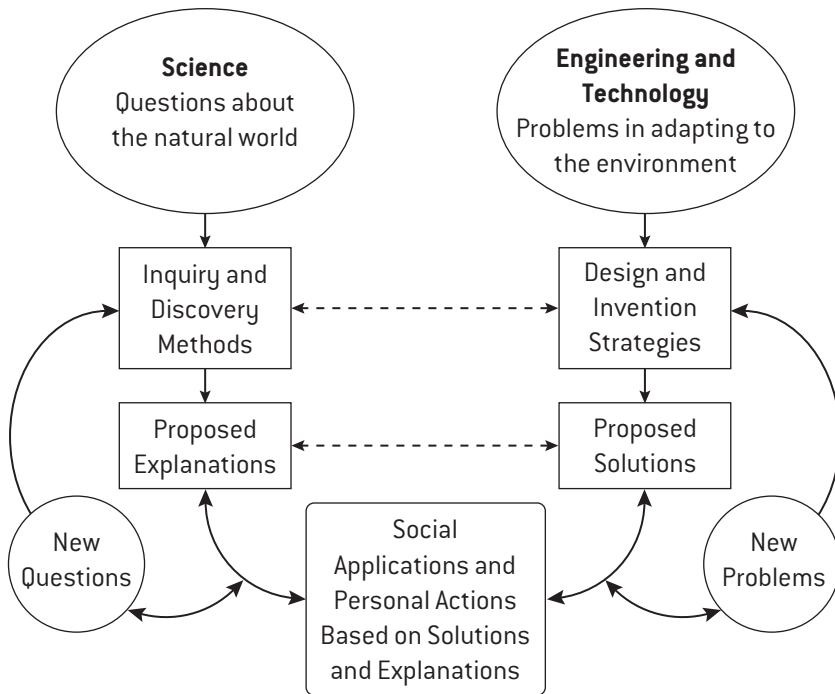 Science
Questions about
the natural world
Engineering and
Technology
Problems in adapting to
the environment
Inquiry and
Discovery
Methods
Design and
Invention
Strategies
Proposed
Explanations
Proposed
Solutions
New
Questions
Social
Applications and
Personal Actions
Based on Solutions
and Explanations
New
Problems